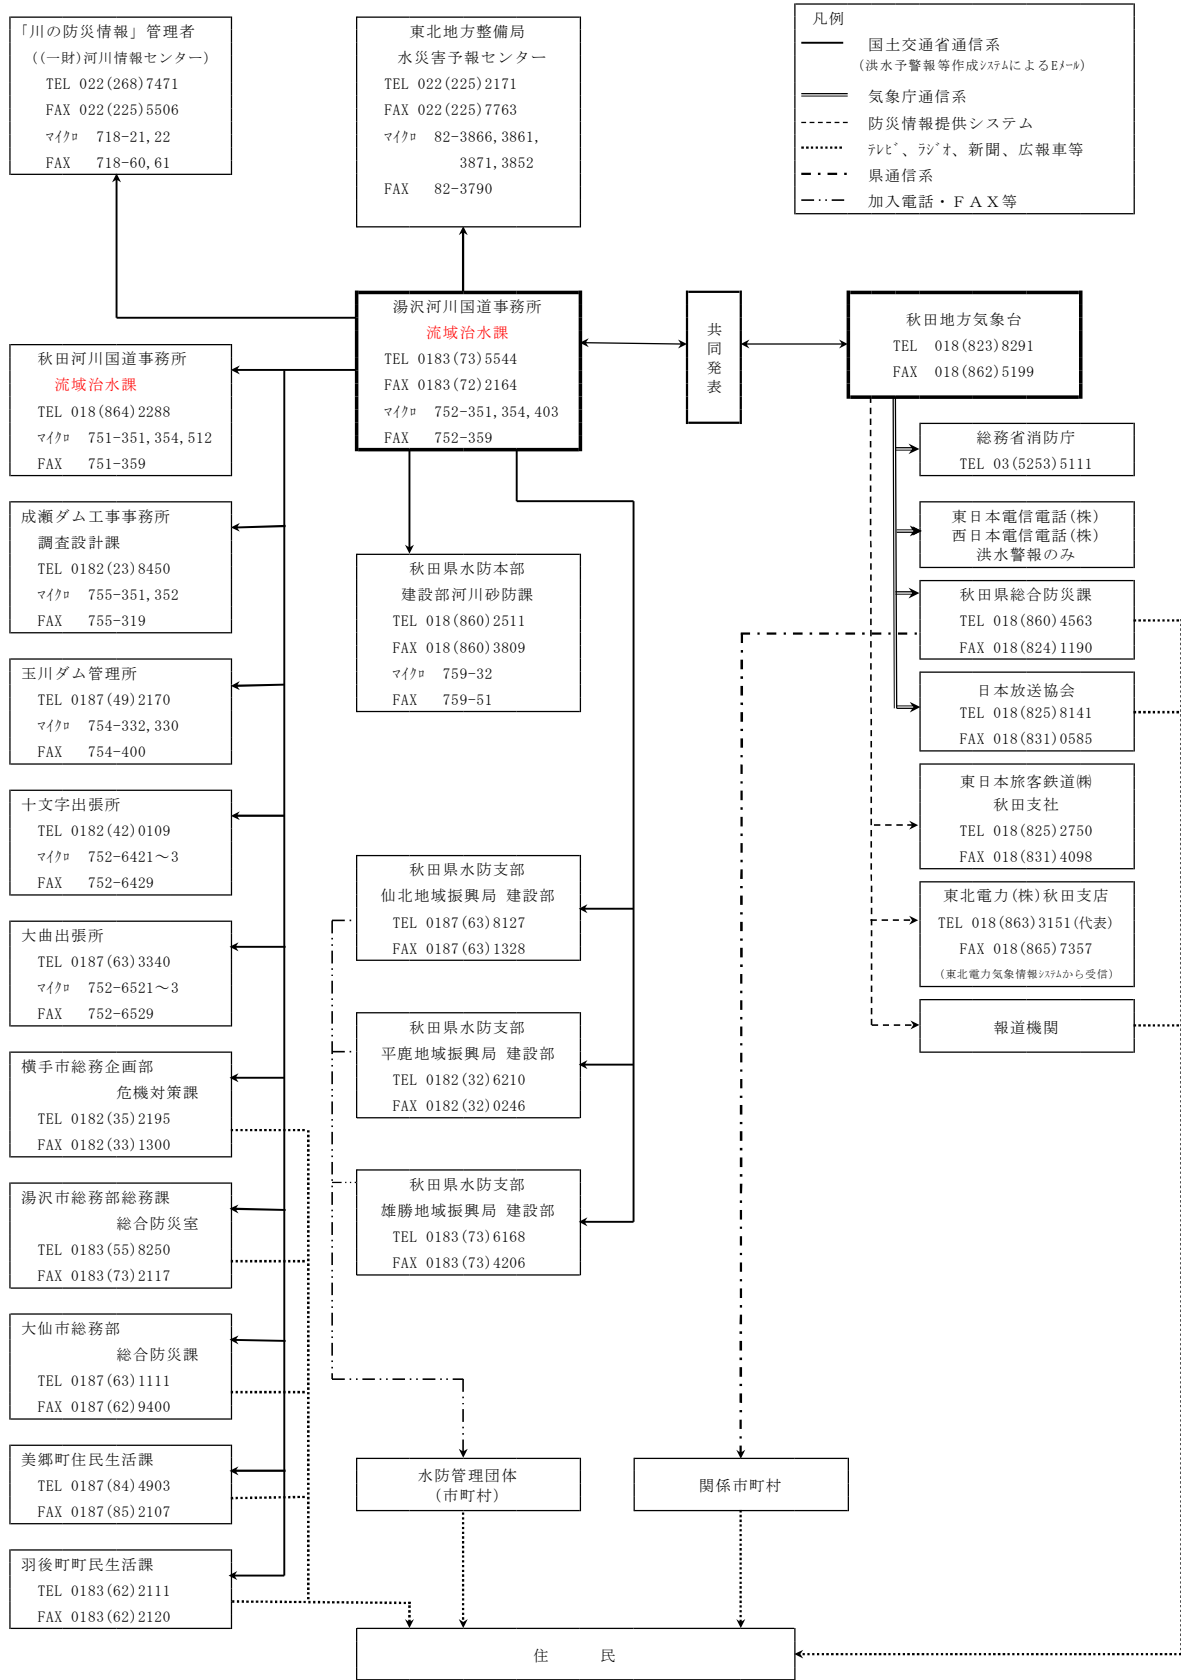 「川の防災情報」管理者
((一財)河川情報センター)
TEL 022(268)7471
FAX 022(225)5506
ﾏｲｸﾛ 718-21,22
FAX 718-60,61
東北地方整備局
水災害予報センター
TEL 022(225)2171
FAX 022(225)7763
ﾏｲｸﾛ 82-3866,3861,
3871,3852
FAX 82-3790
凡例
国土交通省通信系
(洪水予警報等作成ｼｽﾃﾑによるEﾒｰﾙ)
気象庁通信系
防災情報提供システム
ﾃﾚﾋﾞ、ﾗｼﾞｵ、新聞、広報車等
県通信系
加入電話・ＦＡＸ等
湯沢河川国道事務所
流域治水課
TEL 0183(73)5544
FAX 0183(72)2164
ﾏｲｸﾛ 752-351,354,403
FAX 752-359
共
同
発
表
秋田地方気象台
TEL 018(823)8291
FAX 018(862)5199
秋田河川国道事務所
流域治水課
TEL 018(864)2288
ﾏｲｸﾛ 751-351,354,512
FAX 751-359
成瀬ダム工事事務所
調査設計課
TEL 0182(23)8450
ﾏｲｸﾛ 755-351,352
FAX 755-319
玉川ダム管理所
TEL 0187(49)2170
ﾏｲｸﾛ 754-332,330
FAX 754-400
十文字出張所
TEL 0182(42)0109
ﾏｲｸﾛ 752-6421～3
FAX 752-6429
大曲出張所
TEL 0187(63)3340
ﾏｲｸﾛ 752-6521～3
FAX 752-6529
横手市総務企画部
危機対策課
TEL 0182(35)2195
FAX 0182(33)1300
湯沢市総務部総務課
総合防災室
TEL 0183(55)8250
FAX 0183(73)2117
大仙市総務部
総合防災課
TEL 0187(63)1111
FAX 0187(62)9400
美郷町住民生活課
TEL 0187(84)4903
FAX 0187(85)2107
羽後町町民生活課
TEL 0183(62)2111
FAX 0183(62)2120
秋田県水防本部
建設部河川砂防課
TEL 018(860)2511
FAX 018(860)3809
ﾏｲｸﾛ 759-32
FAX 759-51
秋田県水防支部
仙北地域振興局 建設部
TEL 0187(63)8127
FAX 0187(63)1328
秋田県水防支部
平鹿地域振興局 建設部
TEL 0182(32)6210
FAX 0182(32)0246
秋田県水防支部
雄勝地域振興局 建設部
TEL 0183(73)6168
FAX 0183(73)4206
総務省消防庁
TEL 03(5253)5111
東日本電信電話(株)
西日本電信電話(株)
洪水警報のみ
秋田県総合防災課
TEL 018(860)4563
FAX 018(824)1190
日本放送協会
TEL 018(825)8141
FAX 018(831)0585
東日本旅客鉄道㈱
秋田支社
TEL 018(825)2750
FAX 018(831)4098
東北電力(株)秋田支店
TEL 018(863)3151(代表)
FAX 018(865)7357
(東北電力気象情報ｼｽﾃﾑから受信)
報道機関
水防管理団体
(市町村)
関係市町村
住 民